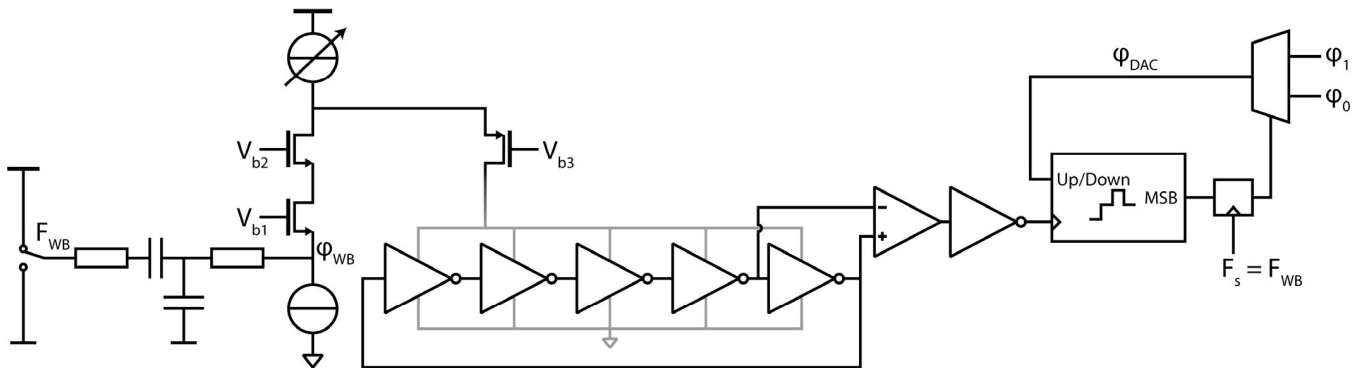 φ_DAC
φ_1
φ_0
V_b2
V_b3
Up/Down
MSB
V_b1
F_WB
φ_WB
−
+
F_s = F_WB